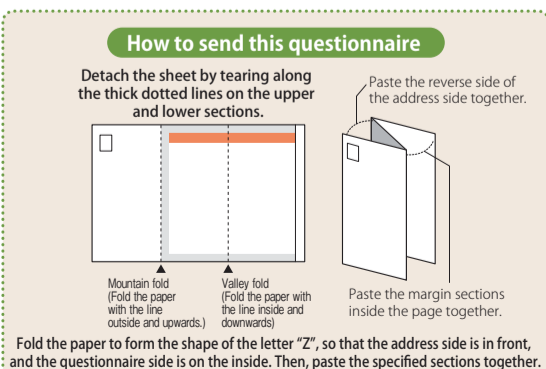 How to send this questionnaire
Detach the sheet by tearing along
the thick dotted lines on the upper
and lower sections.
Paste the reverse side of
the address side together.
Mountain fold
(Fold the paper
with the line
outside and upwards.)
Valley fold
(Fold the paper with
the line inside and
downwards)
Paste the margin sections
inside the page together.
Fold the paper to form the shape of the letter “Z”, so that the address side is in front,
and the questionnaire side is on the inside. Then, paste the specified sections together.